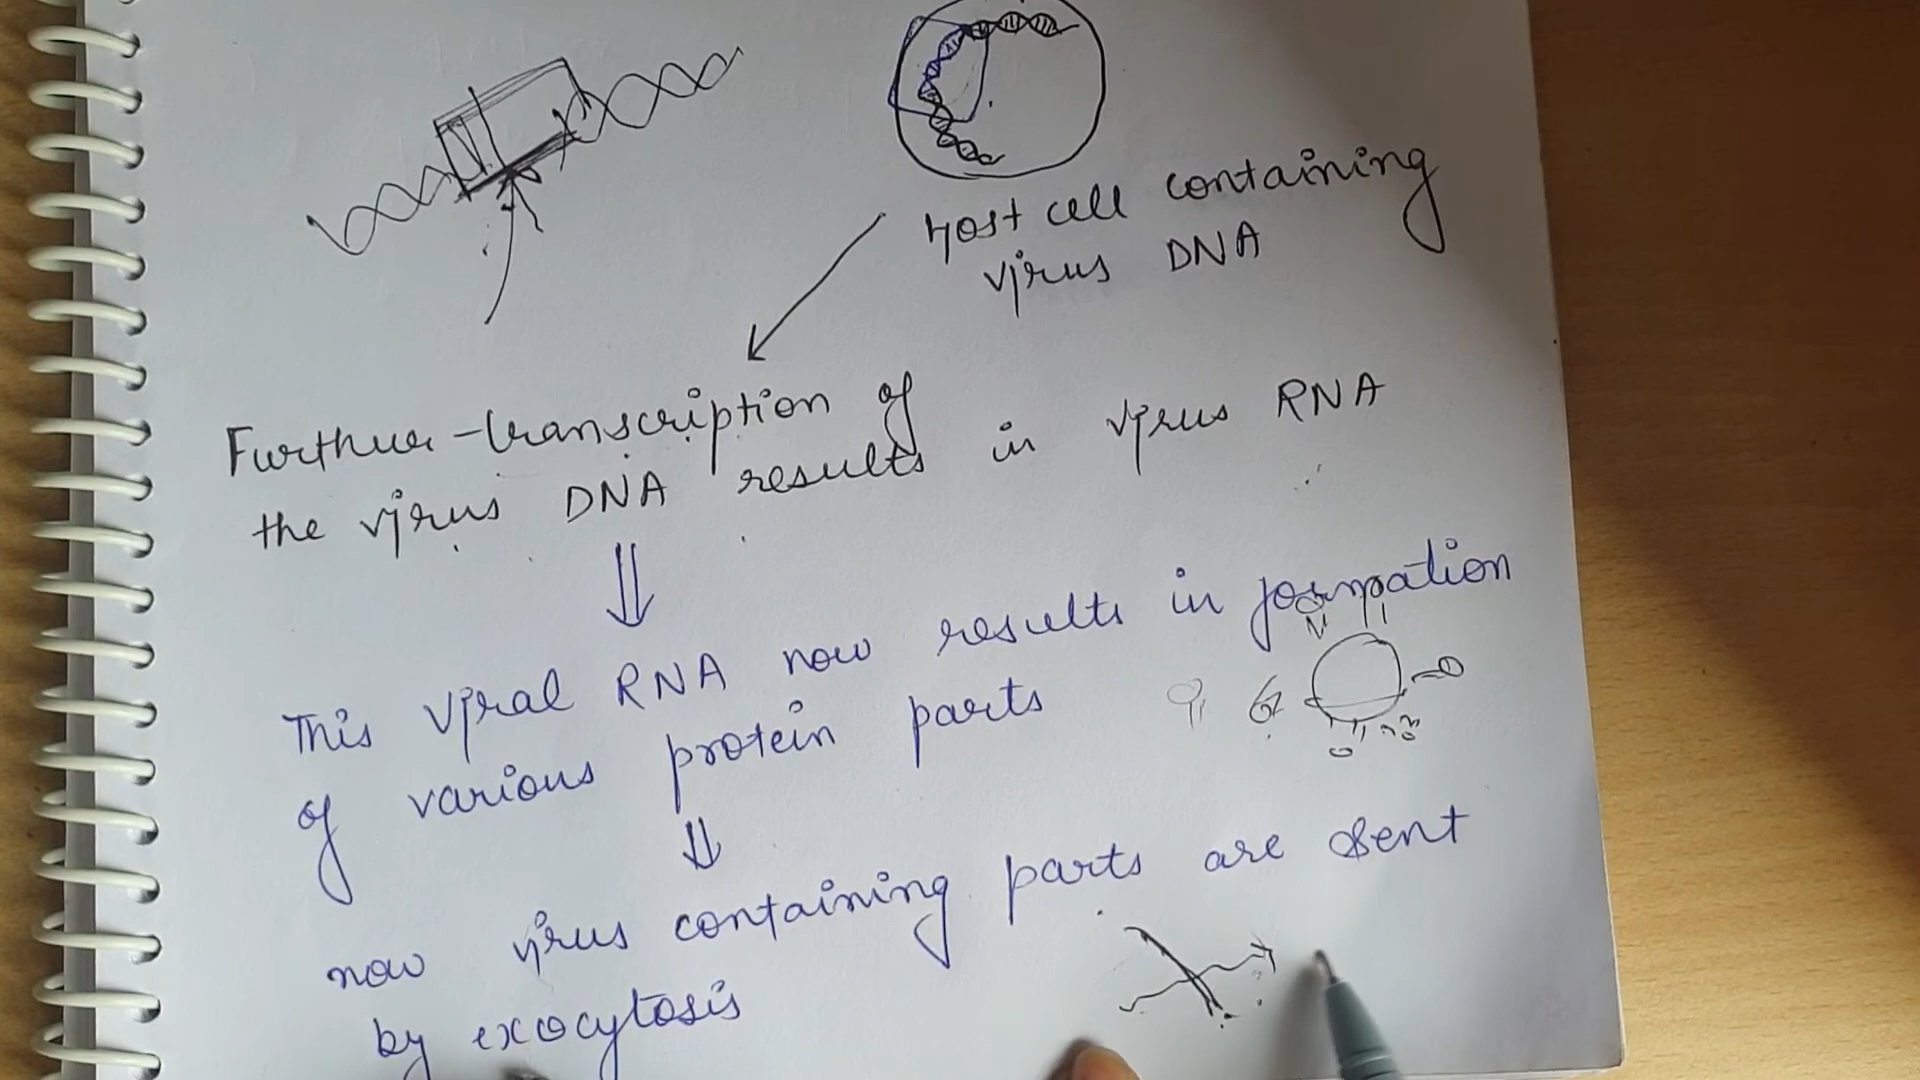 Host cell containing
virus DNA
Further transcription of
the virus DNA results in virus RNA
This viral RNA now results in formation
of various protein parts
now virus containing parts are sent
by exocytosis